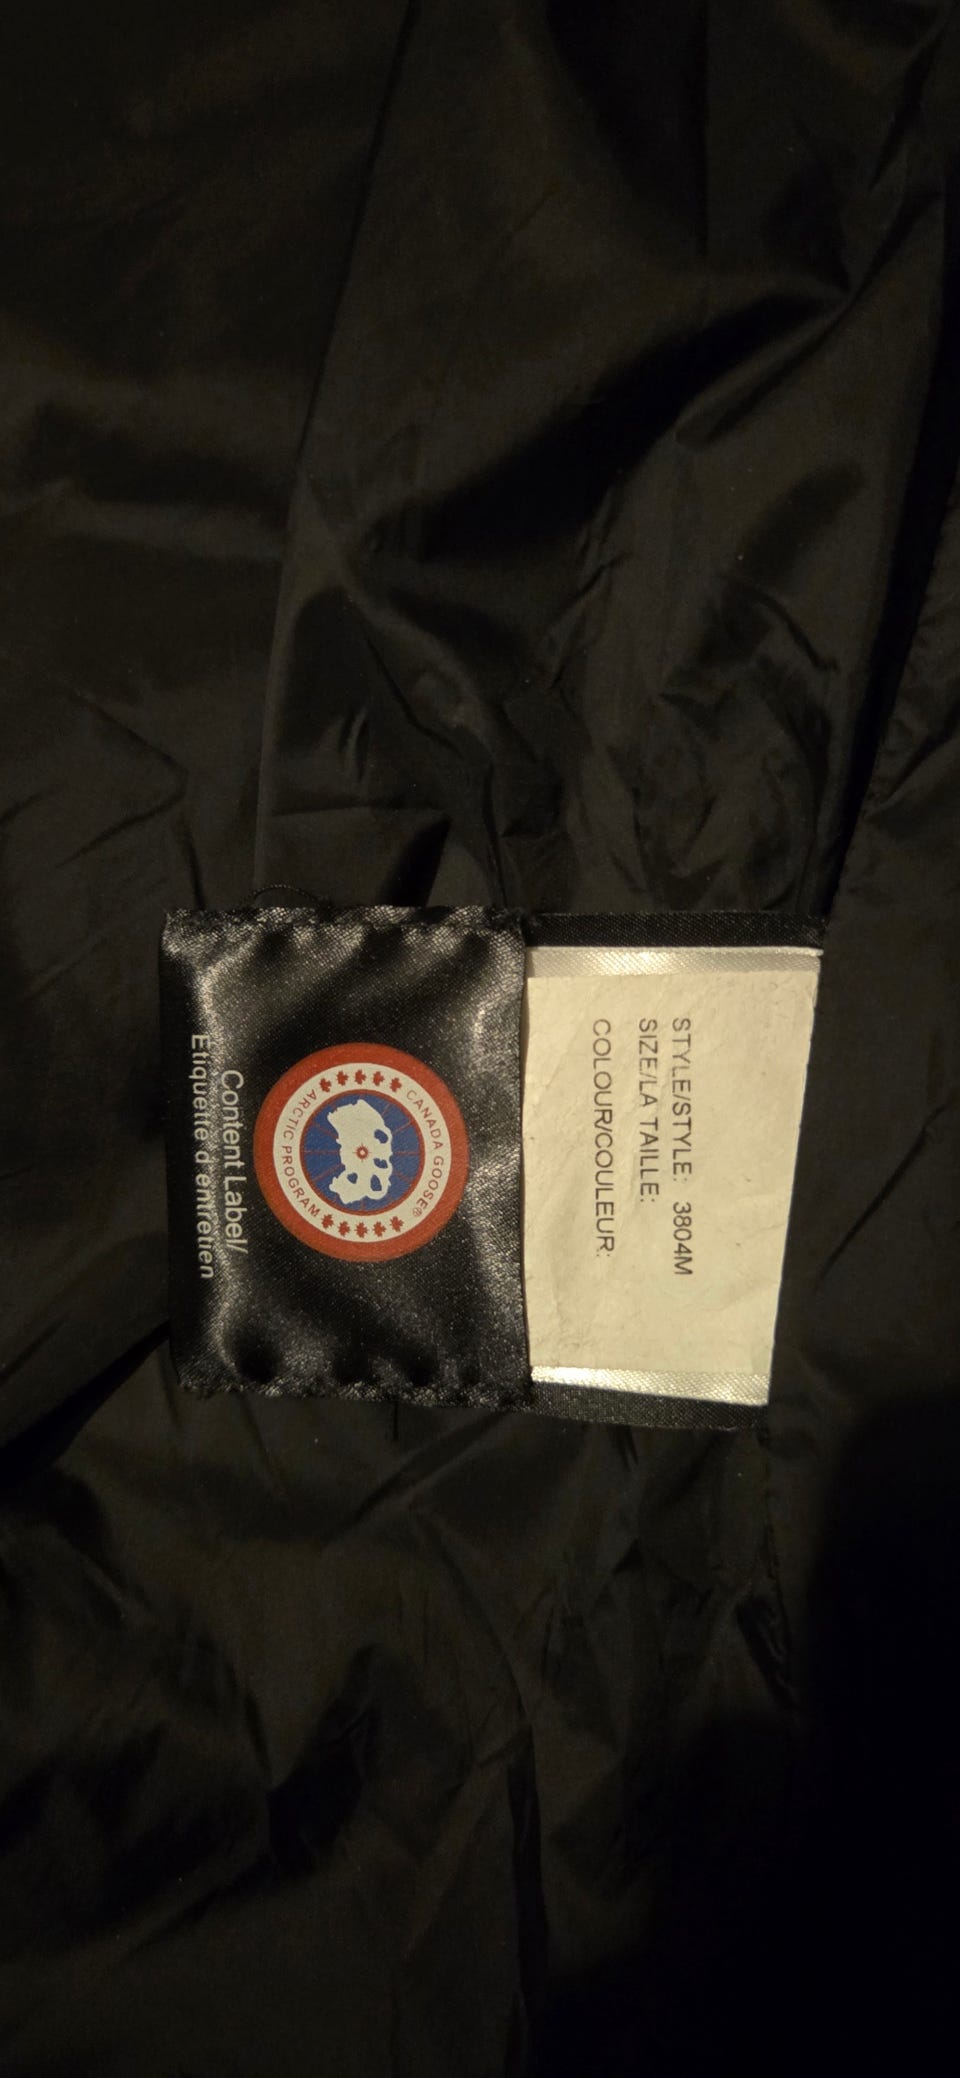 STYLE/STYLE: 3804M
SIZE/LA TAILLE:
COLOUR/COULEUR:
CANADA GOOSE®
ARCTIC PROGRAM
Content Label/
Etiquette d'entretien